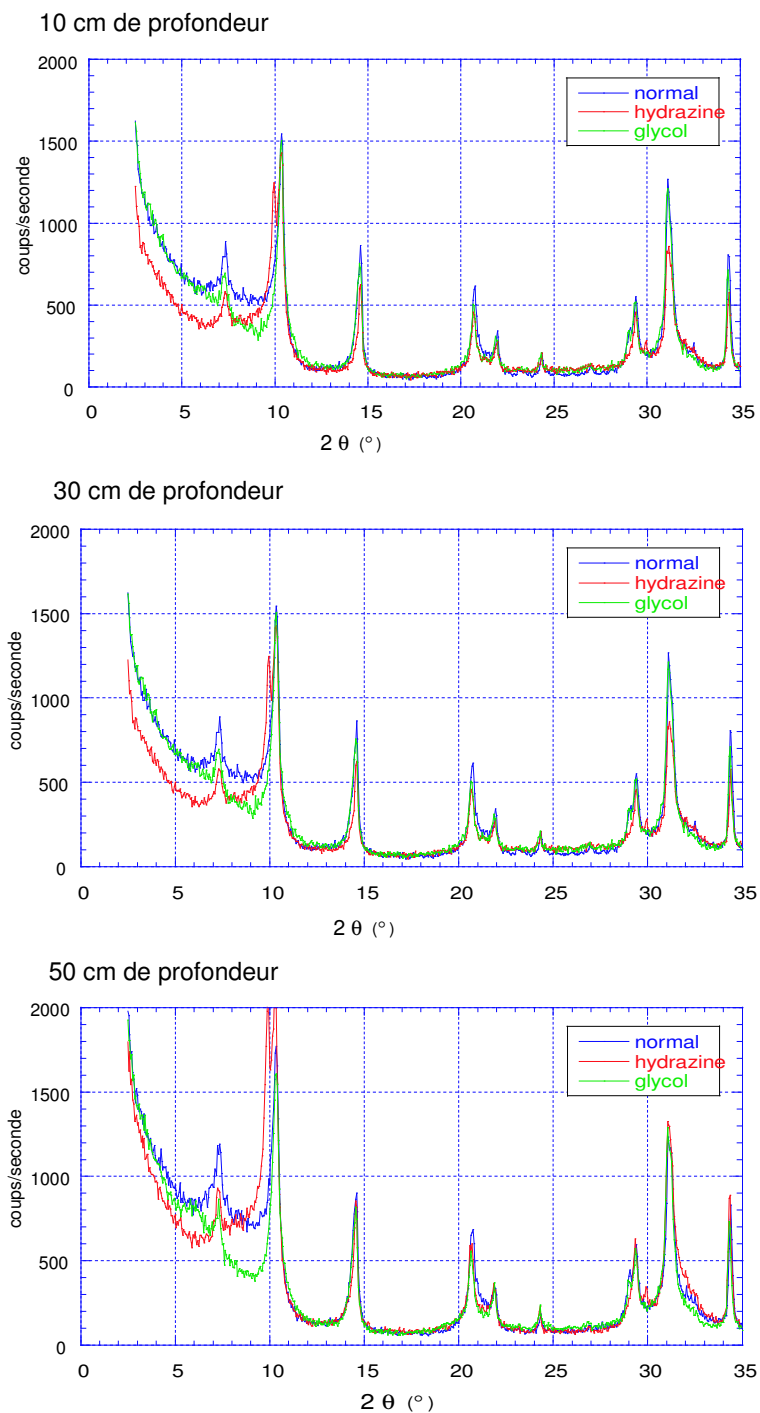 10 cm de profondeur
2000
1500
1000
500
0
coups/seconde
normal
hydrazine
glycol
0 5 10 15 20 25 30 35
2 θ (°)
30 cm de profondeur
2000
1500
1000
500
0
coups/seconde
normal
hydrazine
glycol
0 5 10 15 20 25 30 35
2 θ (°)
50 cm de profondeur
2000
1500
1000
500
0
coups/seconde
normal
hydrazine
glycol
0 5 10 15 20 25 30 35
2 θ (°)